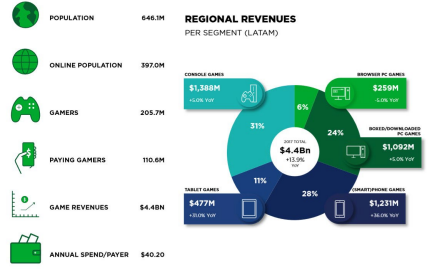 POPULATION 646.1M
ONLINE POPULATION 397.0M
GAMERS 205.7M
PAYING GAMERS 110.6M
GAME REVENUES $4.4BN
ANNUAL SPEND/PAYER $40.20
REGIONAL REVENUES
PER SEGMENT (LATAM)
CONSOLE GAMES
$1,388M
+5.0% YoY
BROWSER PC GAMES
$259M
-5.0% YoY
BOXED/DOWNLOADED
PC GAMES
$1,092M
+5.0% YoY
TABLET GAMES
$477M
+31.0% YoY
(SMART)PHONE GAMES
$1,231M
+36.0% YoY
6%
24%
28%
11%
31%
2017 TOTAL
$4.4Bn
+13.9%
YoY